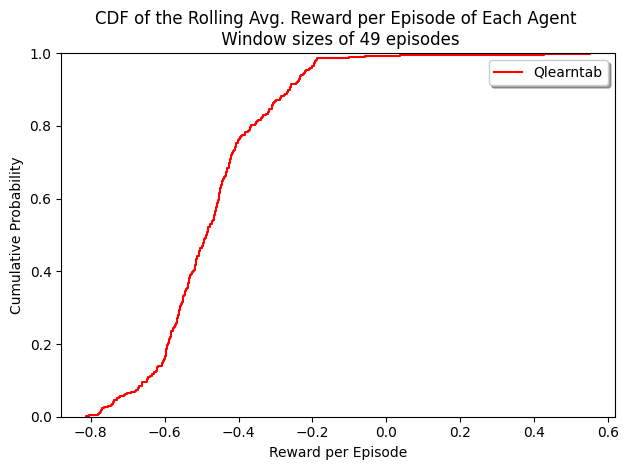 CDF of the Rolling Avg. Reward per Episode of Each Agent
Window sizes of 49 episodes
Qlearntab
Cumulative Probability
1.0
0.8
0.6
0.4
0.2
0.0
−0.8 −0.6 −0.4 −0.2 0.0 0.2 0.4 0.6
Reward per Episode